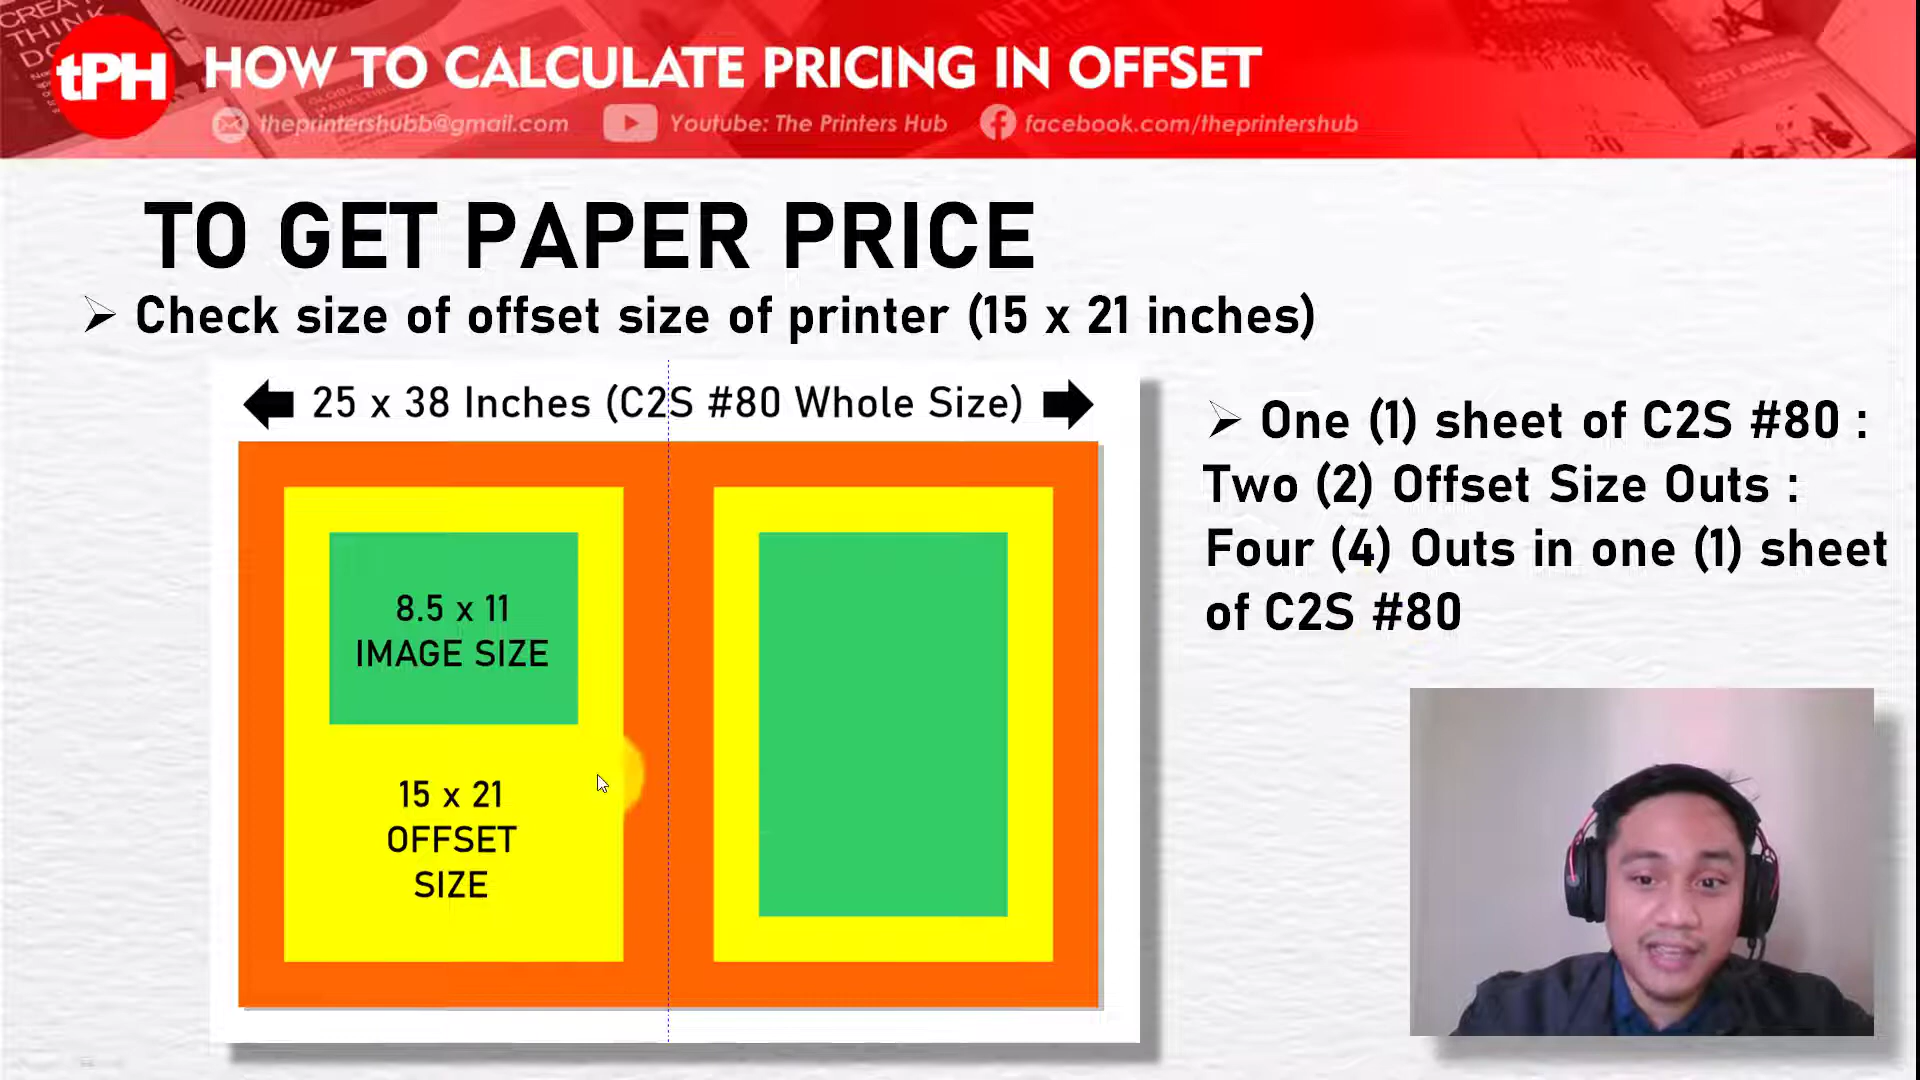 CREA
THINK
DO
tPH
HOW TO CALCULATE PRICING IN OFFSET
theprintershubb@gmail.com
Youtube: The Printers Hub
facebook.com/theprintershub
TO GET PAPER PRICE
Check size of offset size of printer (15 x 21 inches)
25 x 38 Inches (C2S #80 Whole Size)
8.5 x 11
IMAGE SIZE
15 x 21
OFFSET
SIZE
One (1) sheet of C2S #80 :
Two (2) Offset Size Outs :
Four (4) Outs in one (1) sheet
of C2S #80